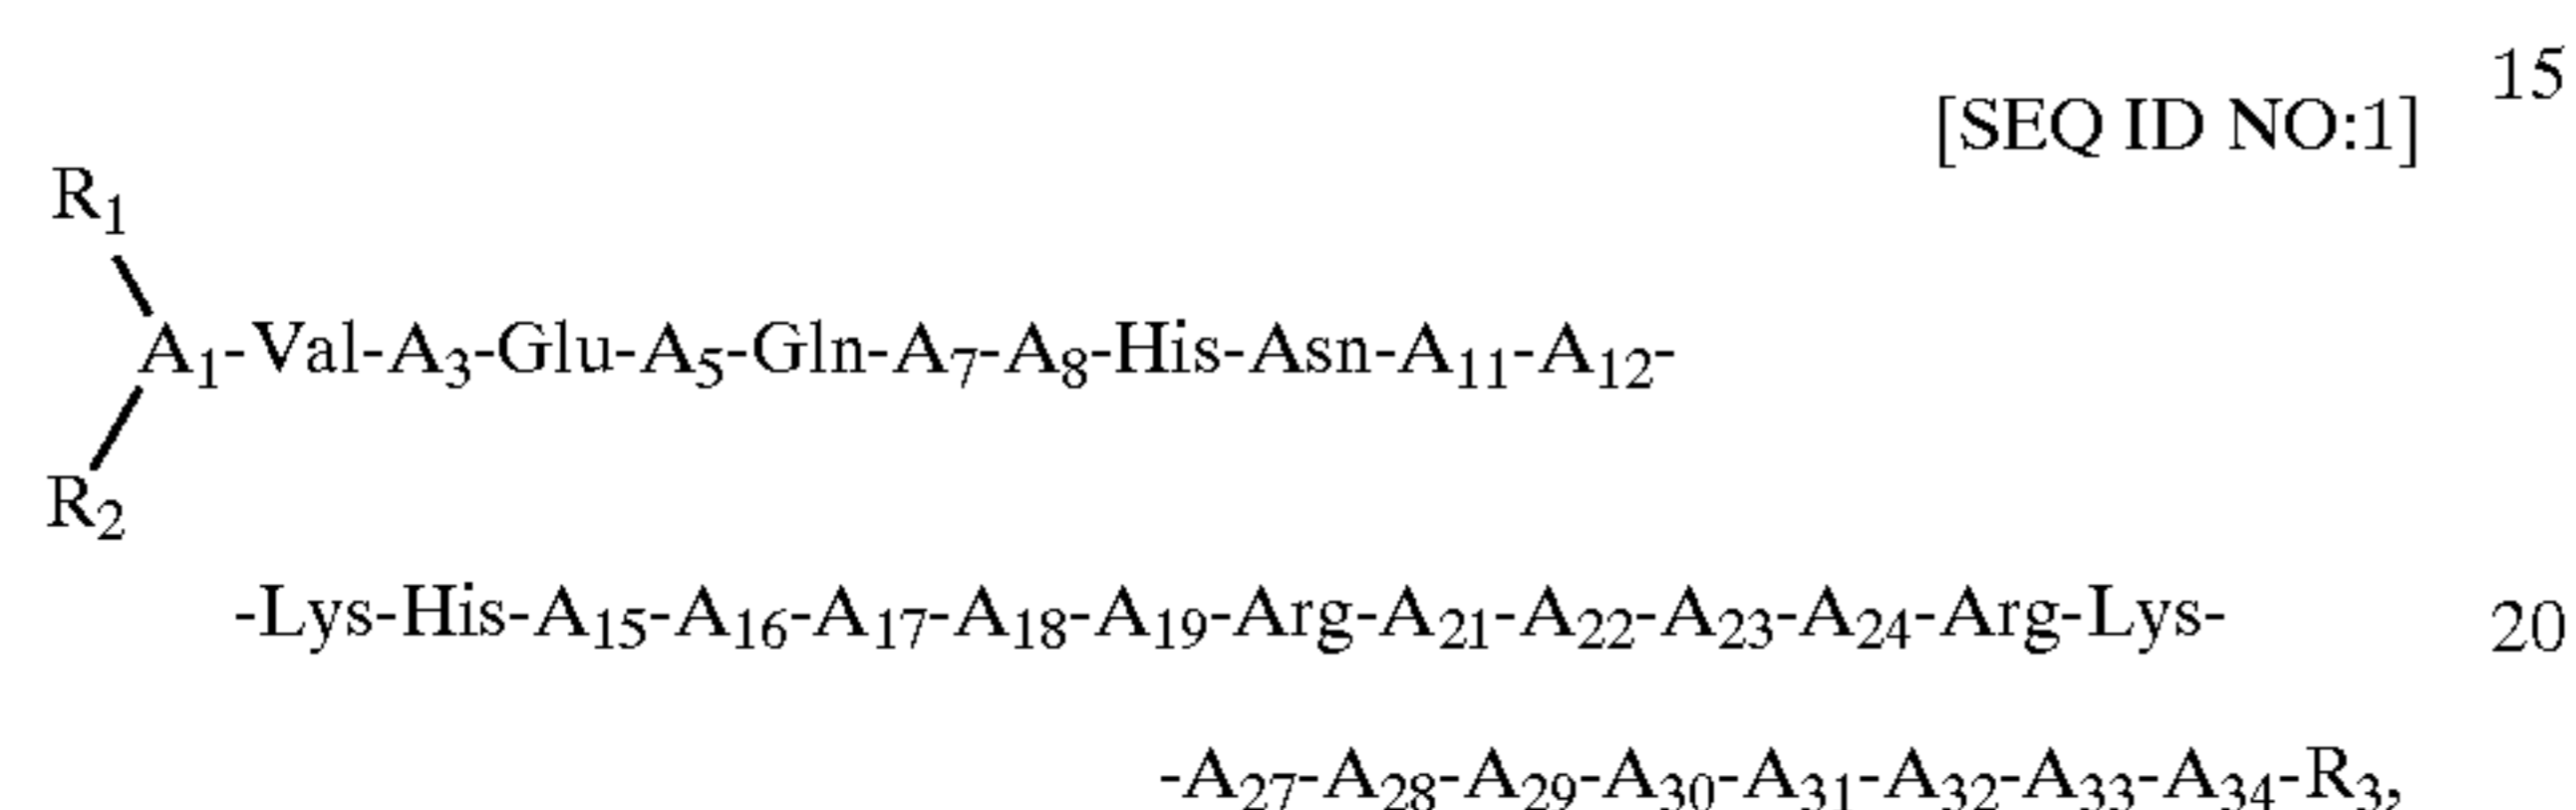 15
[SEQ ID NO:1]
R₁
A₁-Val-A₃-Glu-A₅-Gln-A₇-A₈-His-Asn-A₁₁-A₁₂-
R₂
-Lys-His-A₁₅-A₁₆-A₁₇-A₁₈-A₁₉-Arg-A₂₁-A₂₂-A₂₃-A₂₄-Arg-Lys-
20
-A₂₇-A₂₈-A₂₉-A₃₀-A₃₁-A₃₂-A₃₃-A₃₄-R₃,